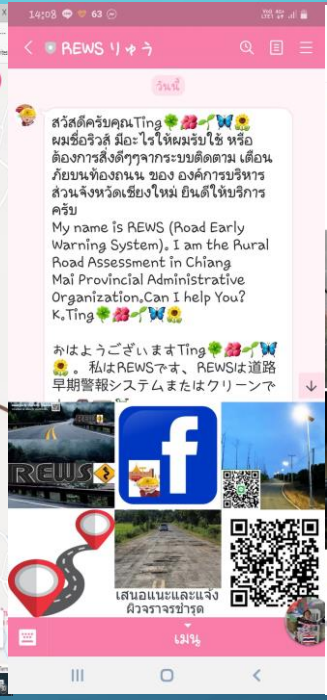 14:03
63
REWS りゅう
วันนี้
สวัสดีครับคุณTing
ผมชื่อริวส์ มีอะไรให้ผมรับใช้ หรือ
ต้องการสิ่งดีๆๆจากระบบติดตาม เตือน
ภัยบนท้องถนน ของ องค์การบริหาร
ส่วนจังหวัดเชียงใหม่ ยินดีให้บริการ
ครับ
My name is REWS (Road Early
Warning System)。I am the Rural
Road Assessment in Chiang
Mai Provincial Administrative
Organization。Can I help You?
K。Ting
おはようございますTing
。私はREWSです、REWSは道路
早期警報システムまたはクリーンで
REWS
เสนอแนะและแจ้ง
ผิวจราจรชำรุด
เมนู